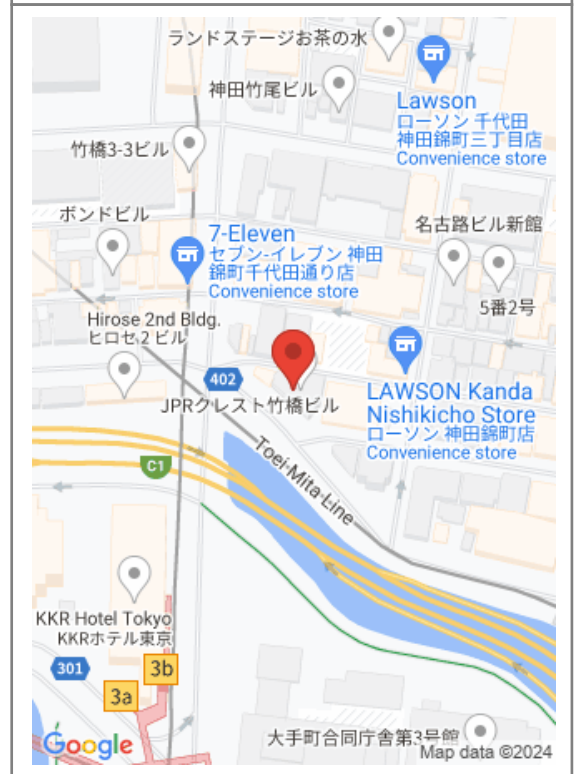 ランドステージお茶の水
神田竹尾ビル
Lawson
ローソン 千代田
神田錦町三丁目店
Convenience store
竹橋3-3ビル
ボンドビル
7-Eleven
セブン-イレブン 神田
錦町千代田通り店
Convenience store
名古路ビル新館
5番2号
Hirose 2nd Bldg.
ヒロセ2 ビル
402
JPRクレスト竹橋ビル
LAWSON Kanda
Nishikicho Store
ローソン 神田錦町店
Convenience store
C1
Toei-Mita-Line
KKR Hotel Tokyo
KKRホテル東京
301
3b
3a
Google
大手町合同庁舎第3号館
Map data ©2024